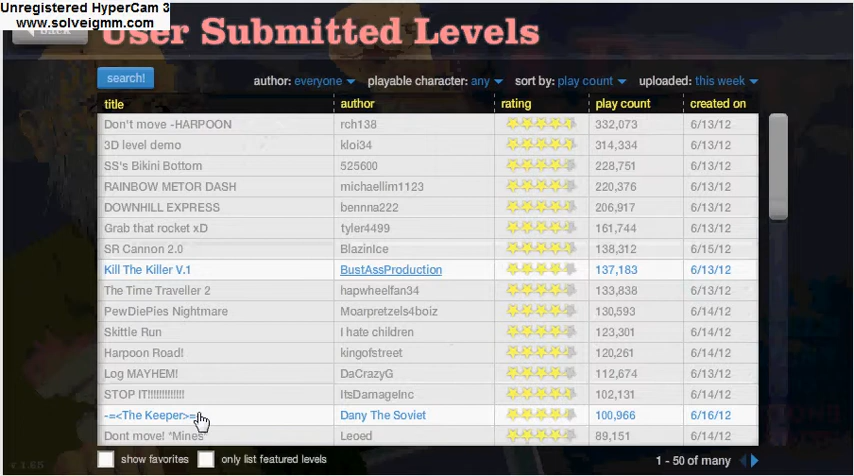 Unregistered HyperCam 3
www.solveigmm.com
Back
User Submitted Levels
search!
author: everyone playable character: any sort by: play count uploaded: this week
title author rating play count created on
Don't move -HARPOON rch138 332,073 6/13/12
3D level demo kloi34 314,334 6/13/12
SS's Bikini Bottom 525600 228,751 6/13/12
RAINBOW METOR DASH michaellim1123 220,376 6/13/12
DOWNHILL EXPRESS bennna222 206,917 6/13/12
Grab that rocket xD tyler4499 161,744 6/13/12
SR Cannon 2.0 BlazinIce 138,312 6/15/12
Kill The Killer V.1 BustAssProduction 137,183 6/13/12
The Time Traveller 2 hapwheelfan34 133,838 6/13/12
PewDiePies Nightmare Moarpretzels4boiz 130,593 6/14/12
Skittle Run I hate children 123,301 6/14/12
Harpoon Road! kingofstreet 120,261 6/14/12
Log MAYHEM! DaCrazyG 112,674 6/13/12
STOP IT!!!!!!!!!!!!! ItsDamageInc 102,131 6/14/12
-=<The Keeper>= Dany The Soviet 100,966 6/16/12
Dont move! *Mines* Leoed 89,151 6/14/12
show favorites only list featured levels 1 - 50 of many
v 1.65